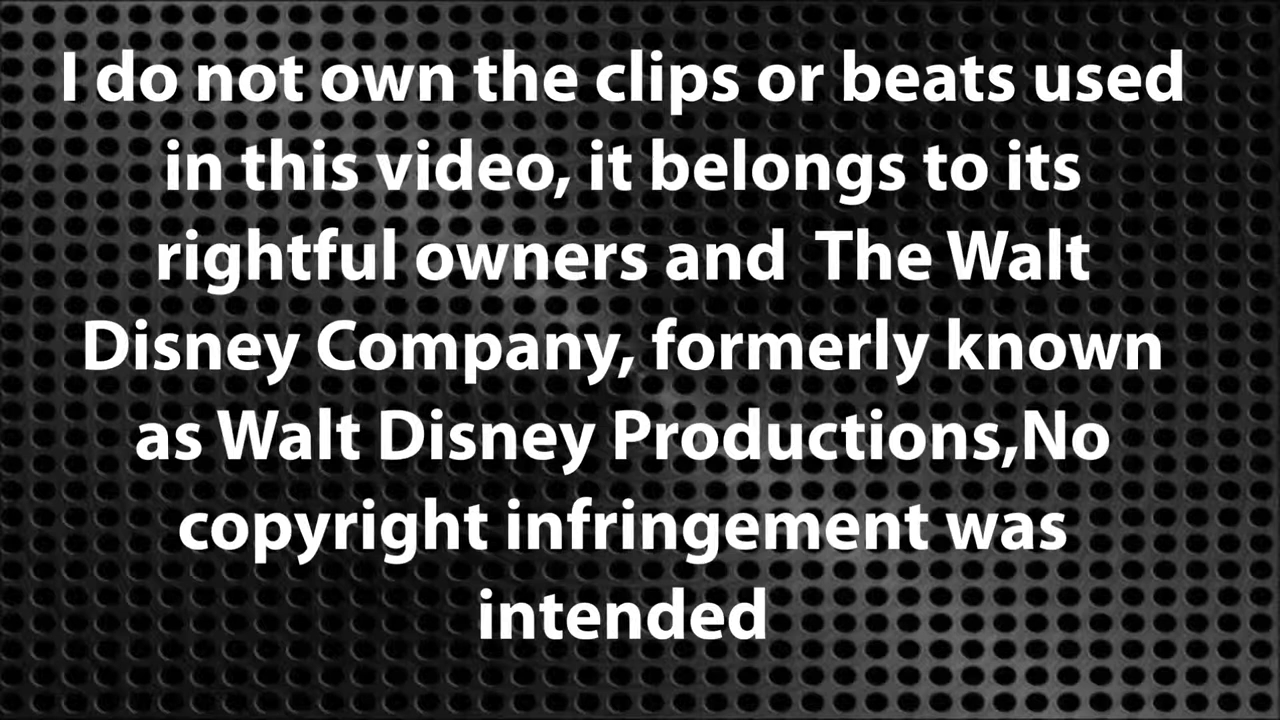 I do not own the clips or beats used
in this video, it belongs to its
rightful owners and  The Walt
Disney Company, formerly known
as Walt Disney Productions,No
copyright infringement was
intended